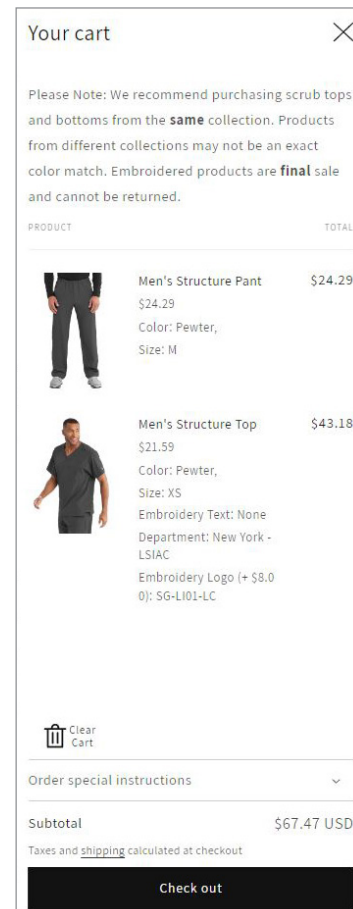 Your cart
Please Note: We recommend purchasing scrub tops
and bottoms from the same collection. Products
from different collections may not be an exact
color match. Embroidered products are final sale
and cannot be returned.
PRODUCT TOTAL
Men's Structure Pant $24.29
$24.29
Color: Pewter,
Size: M
Men's Structure Top $43.18
$21.59
Color: Pewter,
Size: XS
Embroidery Text: None
Department: New York -
LSIAC
Embroidery Logo (+ $8.0
0): SG-LI01-LC
Clear
Cart
Order special instructions
Subtotal $67.47 USD
Taxes and shipping calculated at checkout
Check out